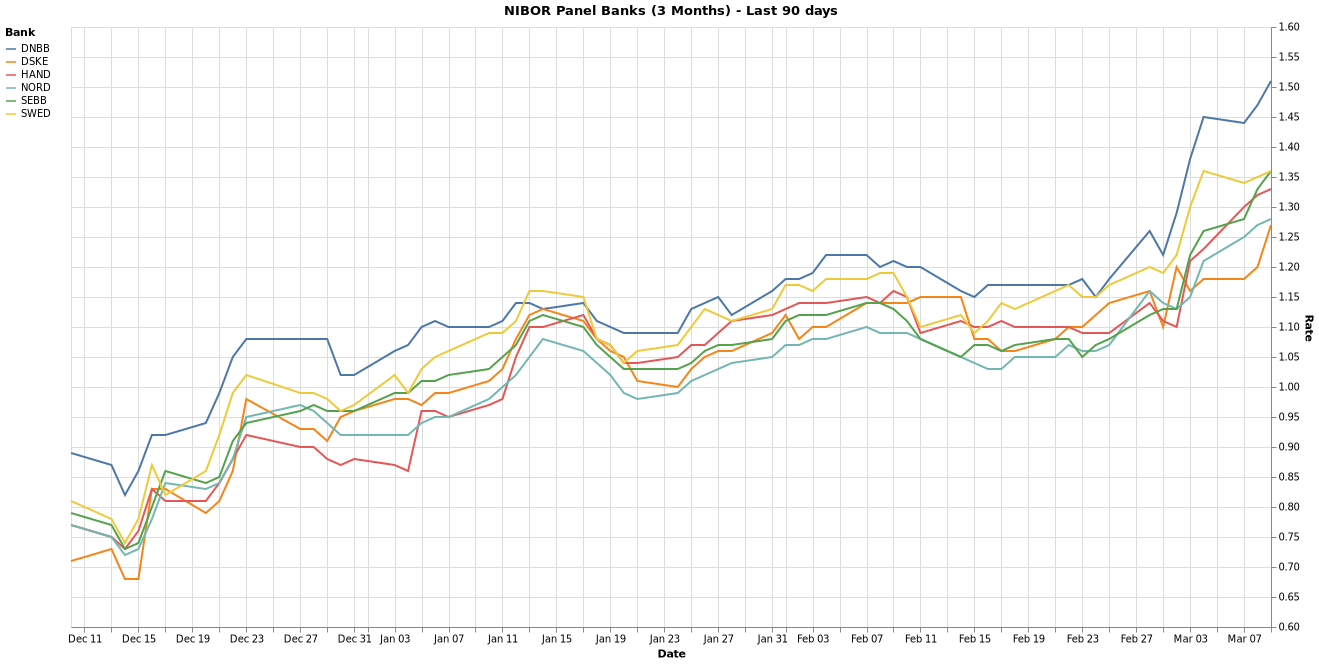 NIBOR Panel Banks (3 Months) - Last 90 days
Bank
DNBB
DSKE
HAND
NORD
SEBB
SWED
1.60
1.55
1.50
1.45
1.40
1.35
1.30
1.25
1.20
1.15
1.10
1.05
1.00
0.95
0.90
0.85
0.80
0.75
0.70
0.65
0.60
Rate
Dec 11 Dec 15 Dec 19 Dec 23 Dec 27 Dec 31 Jan 03 Jan 07 Jan 11 Jan 15 Jan 19 Jan 23 Jan 27 Jan 31 Feb 03 Feb 07 Feb 11 Feb 15 Feb 19 Feb 23 Feb 27 Mar 03 Mar 07
Date